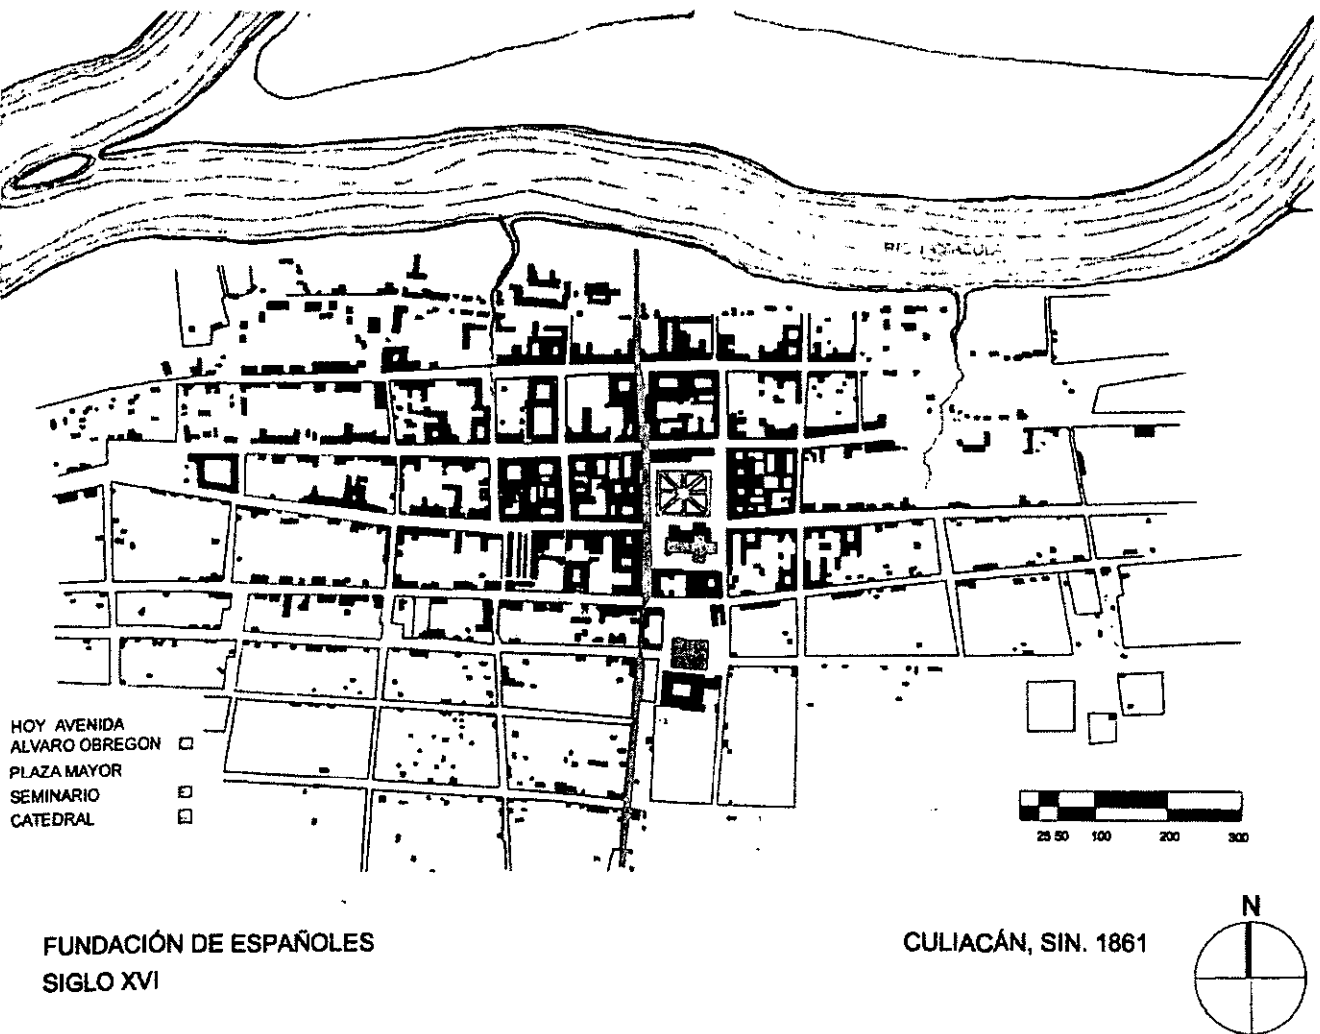 RIO
HOY AVENIDA
ALVARO OBREGON
PLAZA MAYOR
SEMINARIO
CATEDRAL
25 50 100 200 300
N
FUNDACIÓN DE ESPAÑOLES
SIGLO XVI
CULIACÁN, SIN. 1861